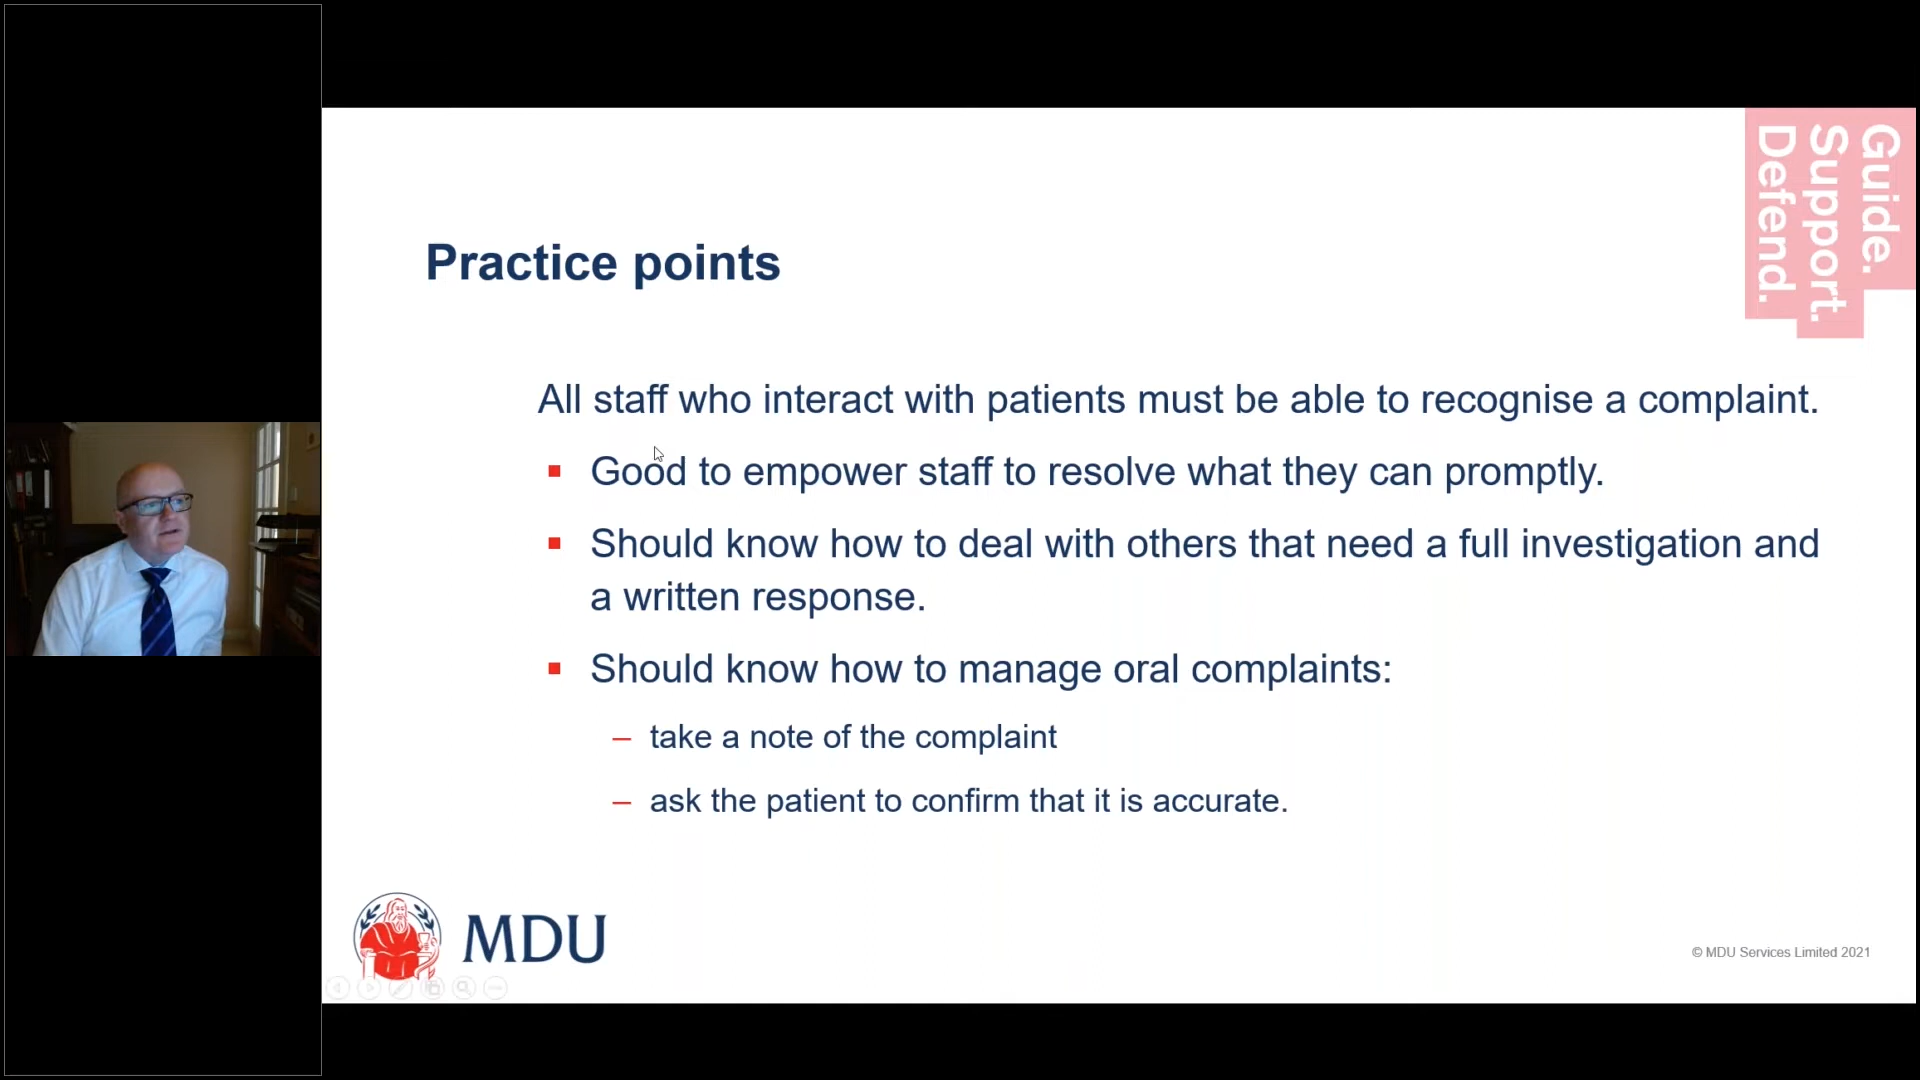 Guide.
Support.
Defend.
Practice points
All staff who interact with patients must be able to recognise a complaint.
Good to empower staff to resolve what they can promptly.
Should know how to deal with others that need a full investigation and
a written response.
Should know how to manage oral complaints:
– take a note of the complaint
– ask the patient to confirm that it is accurate.
MDU
© MDU Services Limited 2021